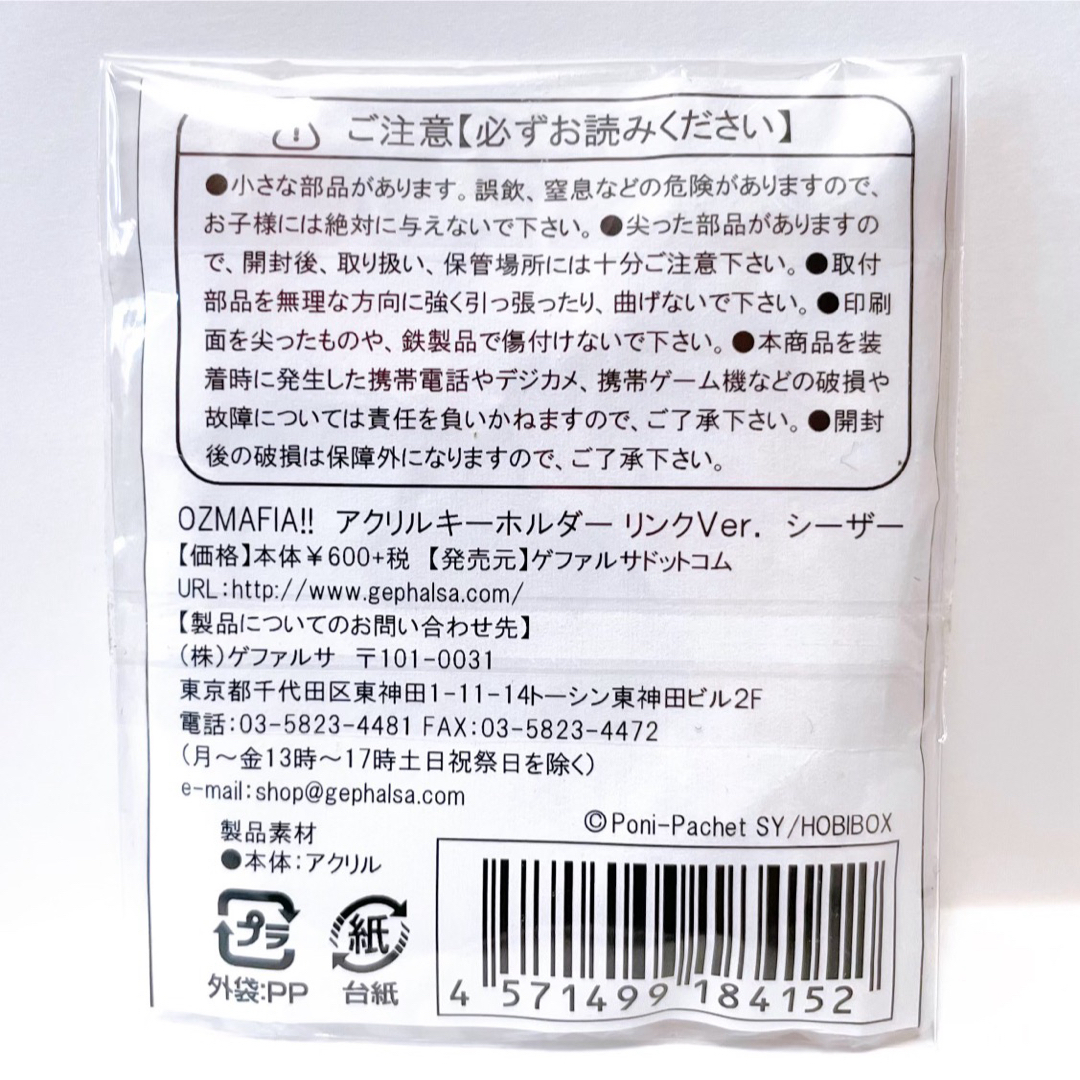 ご注意【必ずお読みください】
●小さな部品があります。誤飲、窒息などの危険がありますので、
お子様には絶対に与えないで下さい。●尖った部品がありますの
で、開封後、取り扱い、保管場所には十分ご注意下さい。●取付
部品を無理な方向に強く引っ張ったり、曲げないで下さい。●印刷
面を尖ったものや、鉄製品で傷付けないで下さい。●本商品を装
着時に発生した携帯電話やデジカメ、携帯ゲーム機などの破損や
故障については責任を負いかねますので、ご了承下さい。●開封
後の破損は保障外になりますので、ご了承下さい。
OZMAFIA!! アクリルキーホルダー リンクVer. シーザー
【価格】本体￥600+税 【発売元】ゲファルサドットコム
URL:http://www.gephalsa.com/
【製品についてのお問い合わせ先】
(株)ゲファルサ 〒101-0031
東京都千代田区東神田1-11-14トーシン東神田ビル2F
電話:03-5823-4481 FAX:03-5823-4472
(月～金13時～17時土日祝祭日を除く)
e-mail:shop@gephalsa.com
©Poni-Pachet SY/HOBIBOX
製品素材
●本体:アクリル
プラ
紙
外袋:PP
台紙
4 571499 184152